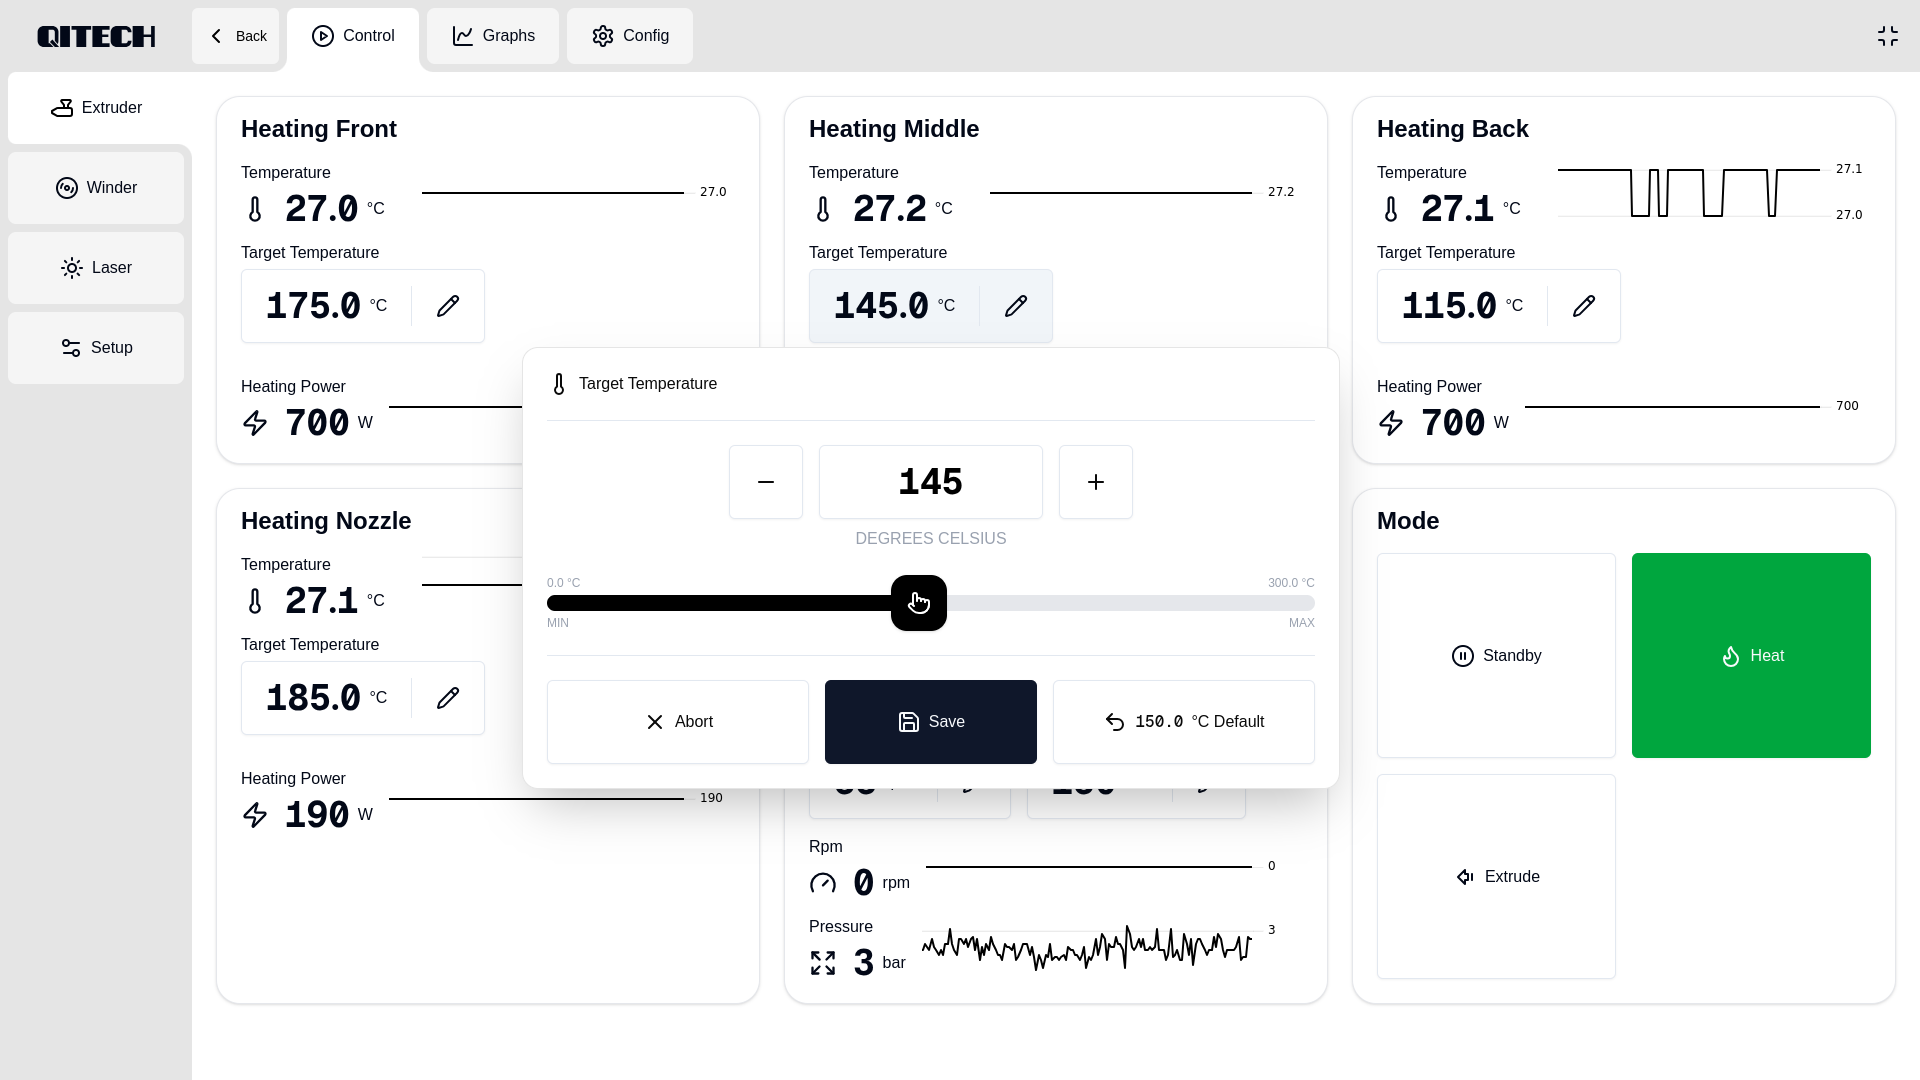 QITECH
Back
Control
Graphs
Config
Extruder
Winder
Laser
Setup
Heating Front
Temperature
27.0 °C
27.0
Target Temperature
175.0 °C
Heating Power
700 W
Heating Middle
Temperature
27.2 °C
27.2
Target Temperature
145.0 °C
Heating Back
Temperature
27.1 °C
27.1
27.0
Target Temperature
115.0 °C
Heating Power
700 W
700
Target Temperature
145
DEGREES CELSIUS
0.0 °C
300.0 °C
MIN
MAX
Abort
Save
150.0 °C Default
Heating Nozzle
Temperature
27.1 °C
Target Temperature
185.0 °C
Heating Power
190 W
190
Rpm
0 rpm
0
Pressure
3 bar
3
Mode
Standby
Heat
Extrude